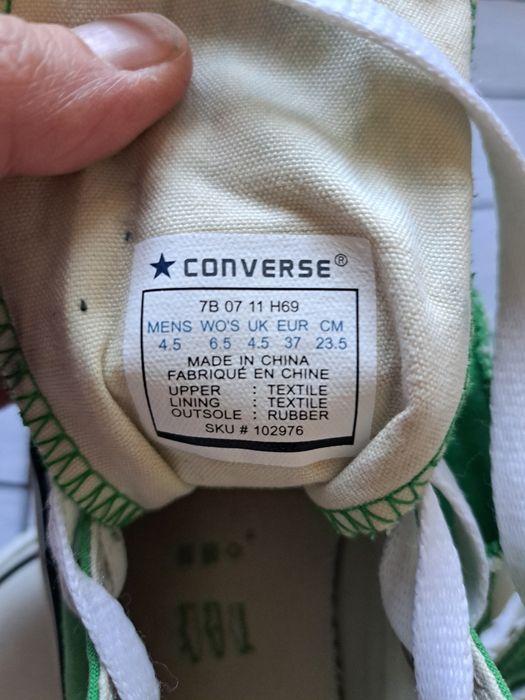 ★ CONVERSE®
7B 07 11 H69
MENS WO'S UK EUR CM
4.5 6.5 4.5 37 23.5
MADE IN CHINA
FABRIQUÉ EN CHINE
UPPER : TEXTILE
LINING : TEXTILE
OUTSOLE : RUBBER
SKU # 102976